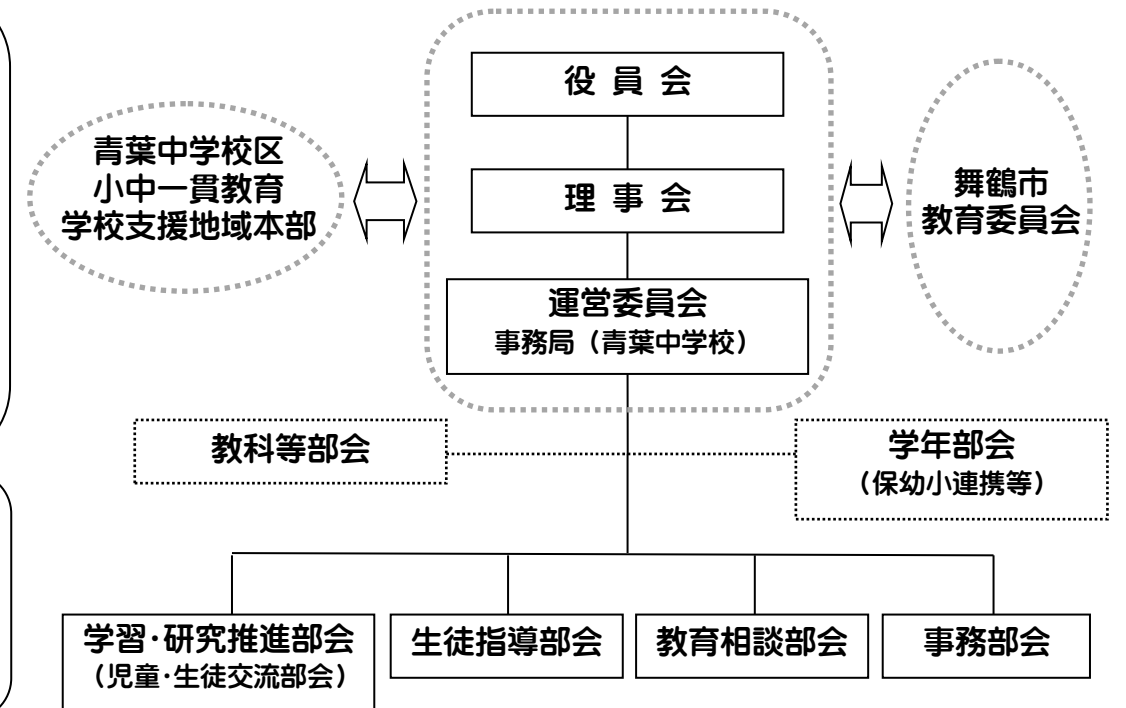 役 員 会
青葉中学校区
小中一貫教育
学校支援地域本部
理 事 会
舞鶴市
教育委員会
運営委員会
事務局（青葉中学校）
教科等部会
学年部会
（保幼小連携等）
学習・研究推進部会
（児童・生徒交流部会）
生徒指導部会
教育相談部会
事務部会